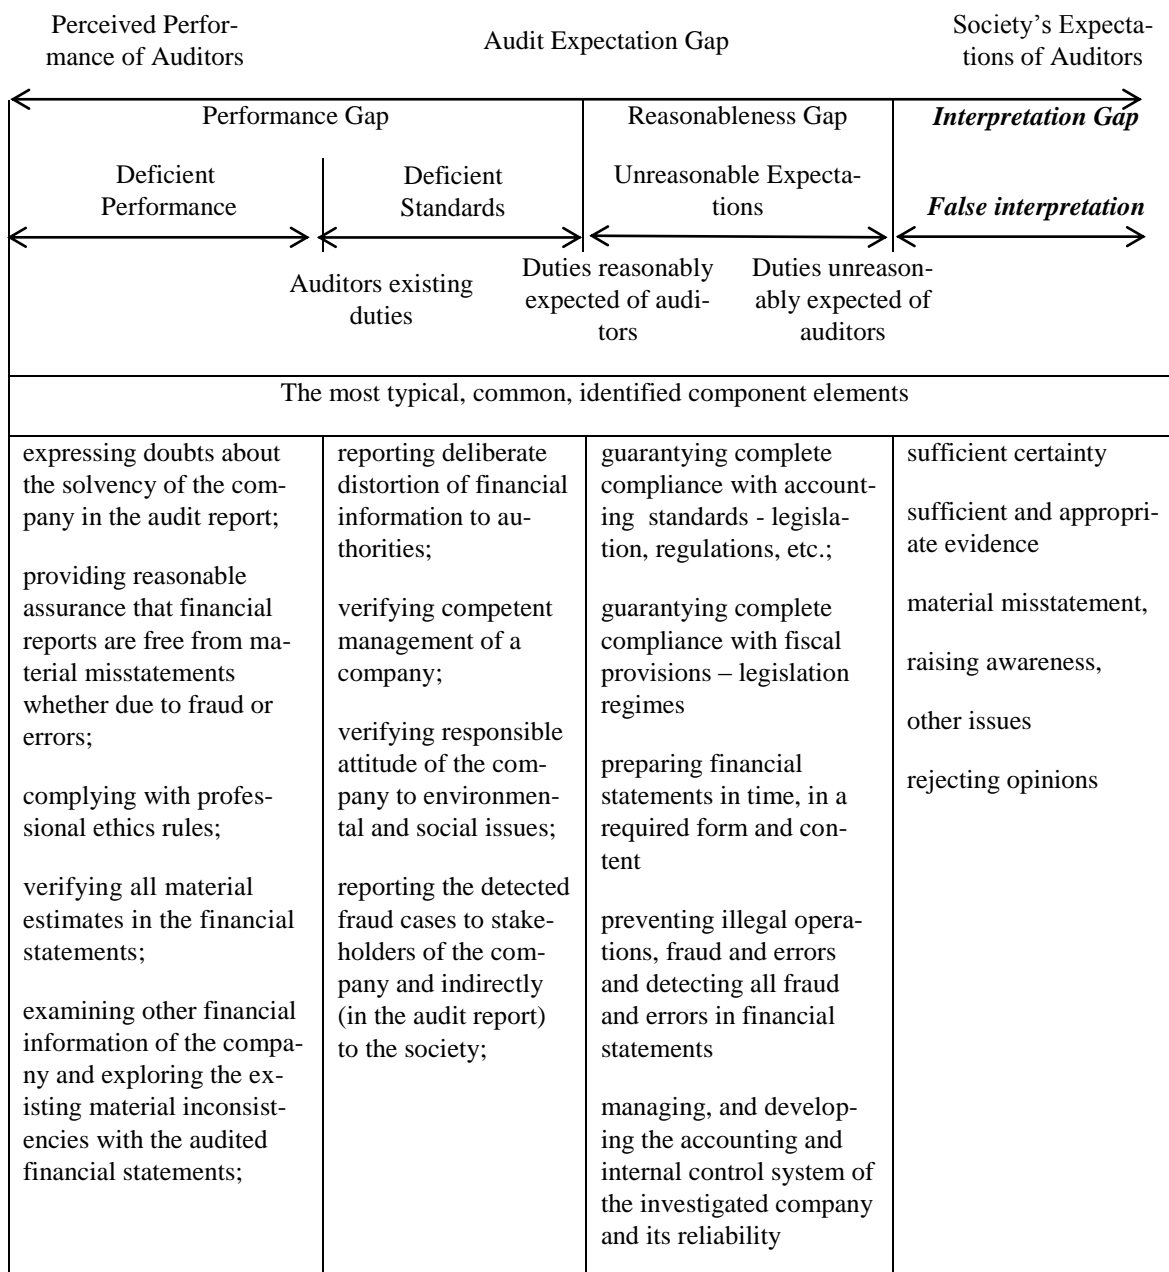 Perceived Perfor-
mance of Auditors
Audit Expectation Gap
Society’s Expecta-
tions of Auditors
Performance Gap
Reasonableness Gap
Interpretation Gap
Deficient
Performance
Deficient
Standards
Unreasonable Expecta-
tions
False interpretation
Auditors existing
duties
Duties reasonably
expected of audi-
tors
Duties unreason-
ably expected of
auditors
The most typical, common, identified component elements
expressing doubts about
the solvency of the com-
pany in the audit report;
providing reasonable
assurance that financial
reports are free from ma-
terial misstatements
whether due to fraud or
errors;
complying with profes-
sional ethics rules;
verifying all material
estimates in the financial
statements;
examining other financial
information of the compa-
ny and exploring the ex-
isting material inconsist-
encies with the audited
financial statements;
reporting deliberate
distortion of financial
information to au-
thorities;
verifying competent
management of a
company;
verifying responsible
attitude of the com-
pany to environmen-
tal and social issues;
reporting the detected
fraud cases to stake-
holders of the com-
pany and indirectly
(in the audit report)
to the society;
guarantying complete
compliance with account-
ing standards - legisla-
tion, regulations, etc.;
guarantying complete
compliance with fiscal
provisions – legislation
regimes
preparing financial
statements in time, in a
required form and con-
tent
preventing illegal opera-
tions, fraud and errors
and detecting all fraud
and errors in financial
statements
managing, and develop-
ing the accounting and
internal control system of
the investigated company
and its reliability
sufficient certainty
sufficient and appropri-
ate evidence
material misstatement,
raising awareness,
other issues
rejecting opinions